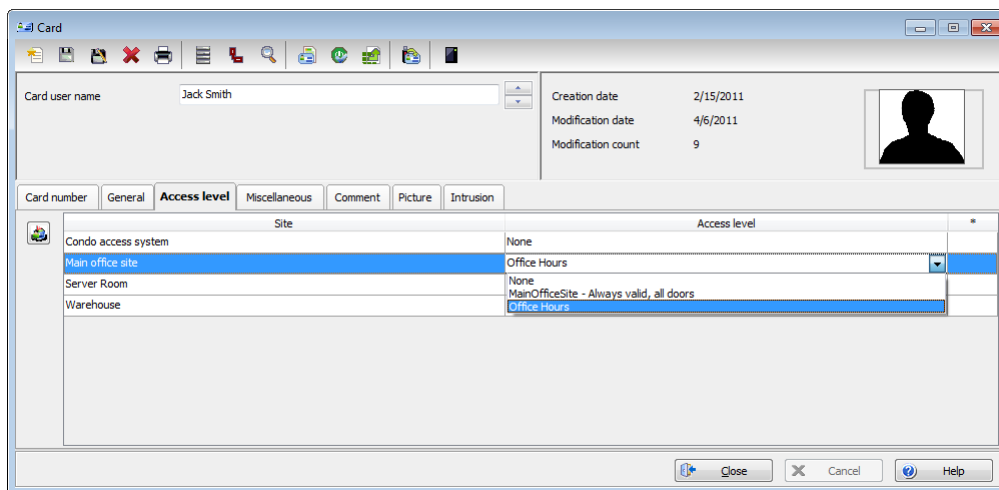 Card
Card user name
Jack Smith
Creation date 2/15/2011
Modification date 4/6/2011
Modification count 9
Card number General Access level Miscellaneous Comment Picture Intrusion
Site Access level *
Condo access system None
Main office site Office Hours
Server Room
None
MainOfficeSite - Always valid, all doors
Warehouse
Office Hours
Close Cancel Help